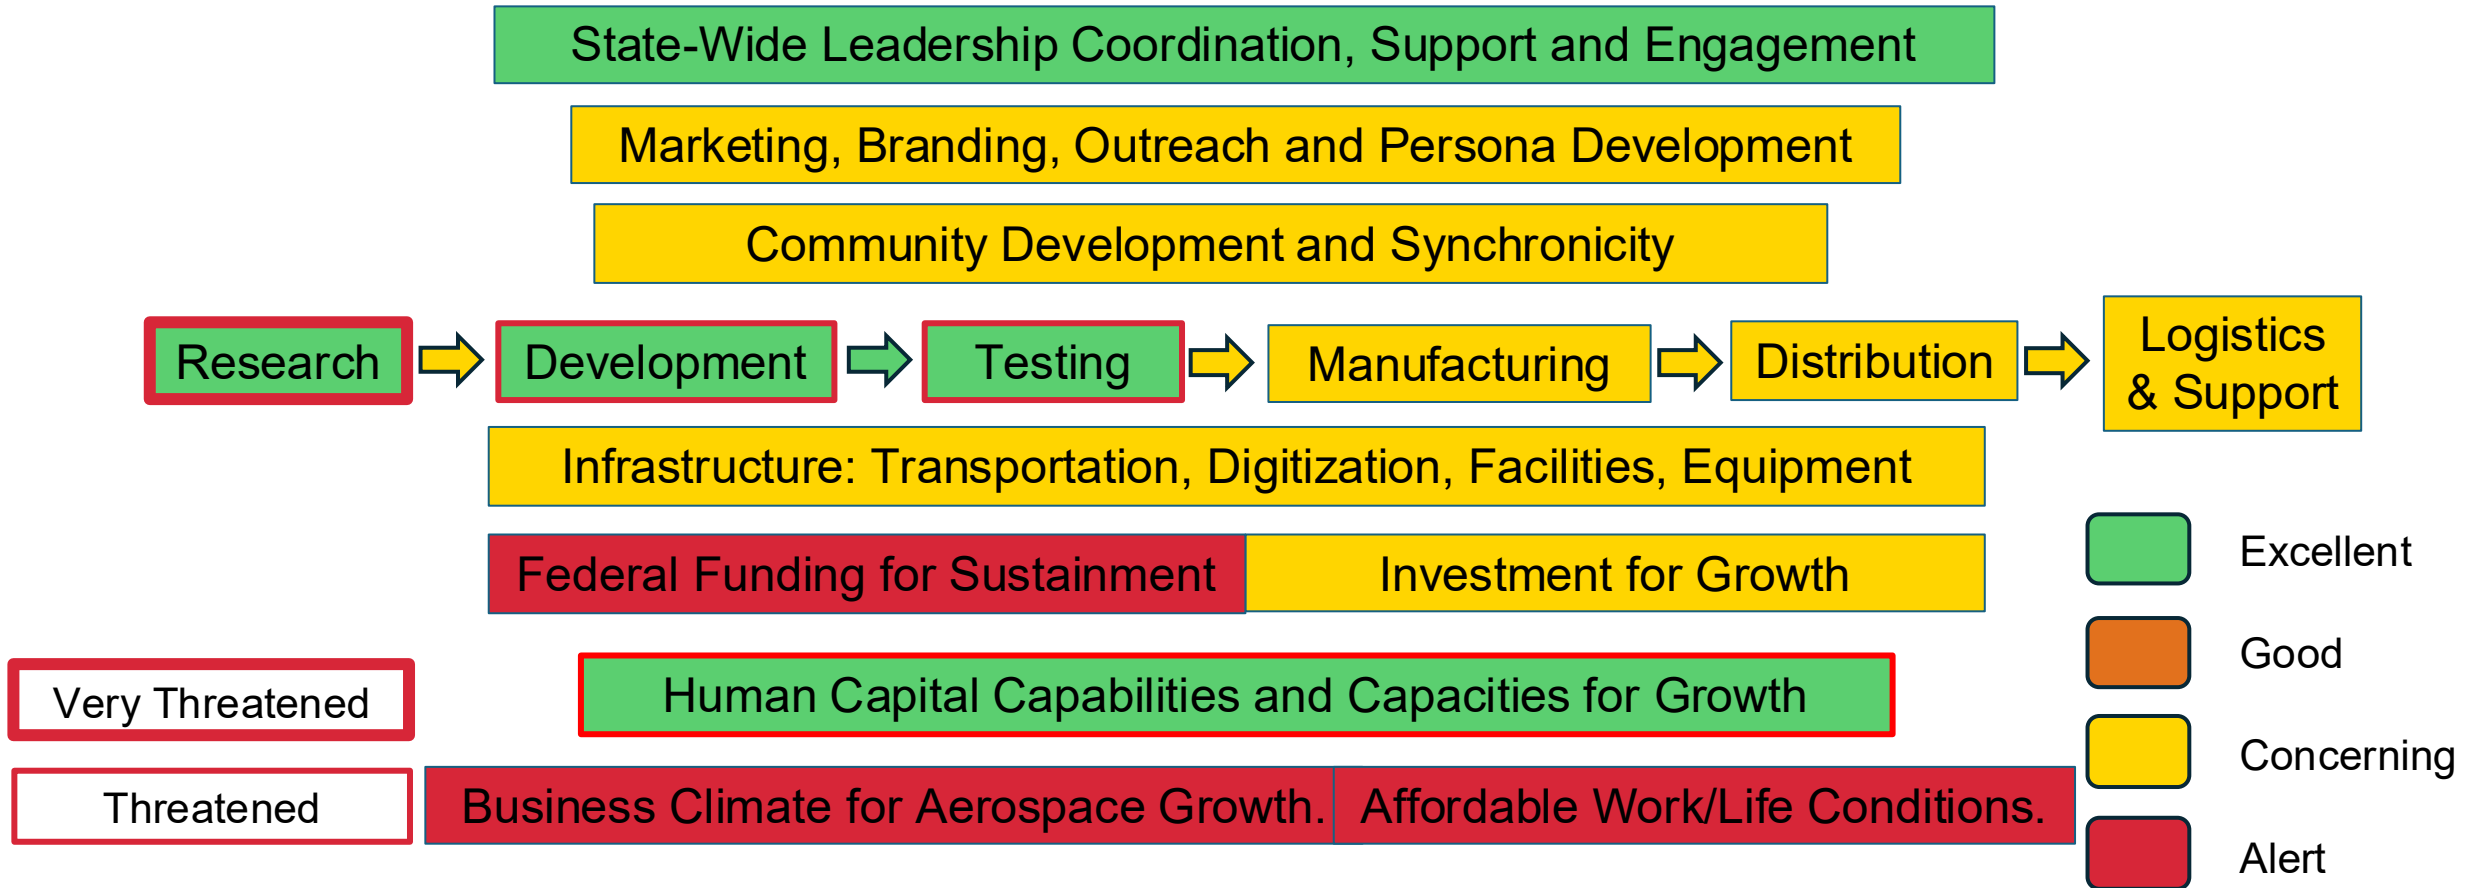 State-Wide Leadership Coordination, Support and Engagement
Marketing, Branding, Outreach and Persona Development
Community Development and Synchronicity
Research
Development
Testing
Manufacturing
Distribution
Logistics
& Support
Infrastructure: Transportation, Digitization, Facilities, Equipment
Federal Funding for Sustainment
Investment for Growth
Human Capital Capabilities and Capacities for Growth
Business Climate for Aerospace Growth.
Affordable Work/Life Conditions.
Very Threatened
Threatened
Excellent
Good
Concerning
Alert